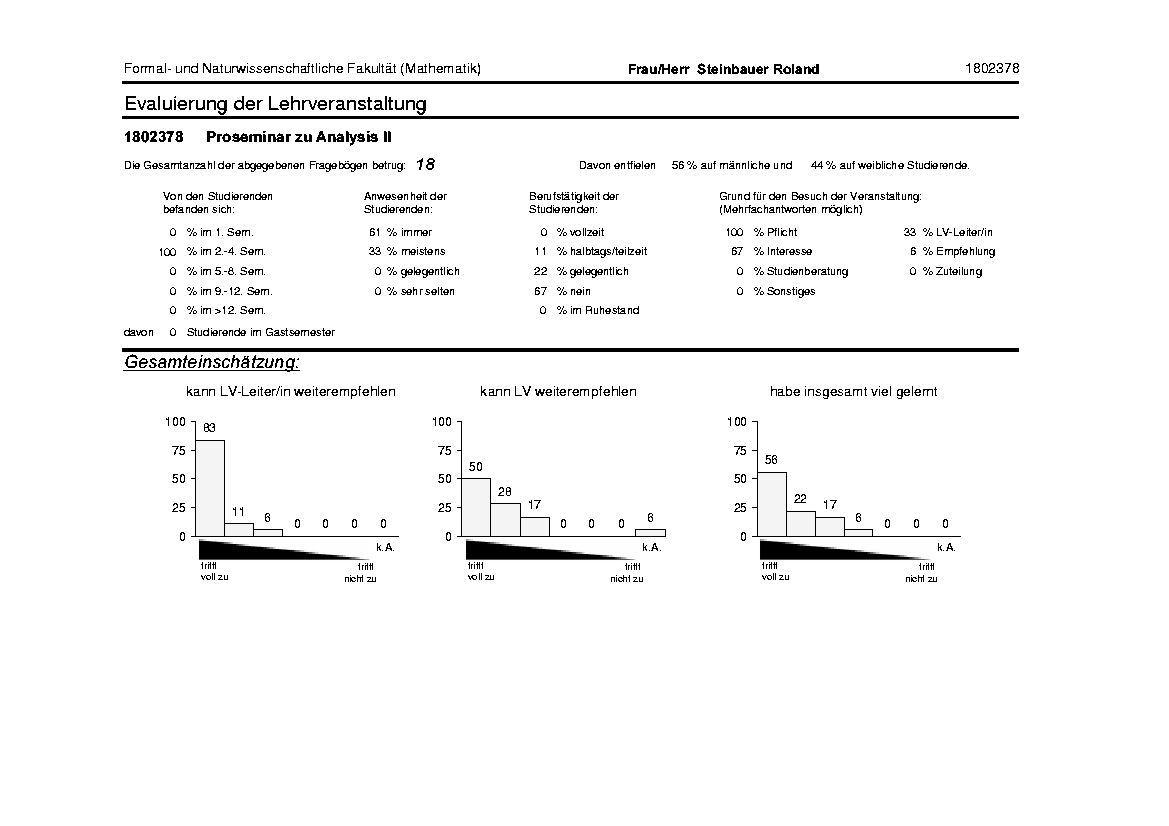 Formal- und Naturwissenschaftliche Fakultät (Mathematik) Frau/Herr Steinbauer Roland 1802378
Evaluierung der Lehrveranstaltung
1802378 Proseminar zu Analysis II
Die Gesamtanzahl der abgegebenen Fragebögen betrug: 18 Davon entfielen 56 % auf männliche und 44 % auf weibliche Studierende.
Von den Studierenden Anwesenheit der Berufstätigkeit der Grund für den Besuch der Veranstaltung:
befanden sich: Studierenden: Studierenden: (Mehrfachantworten möglich)
0 % im 1. Sem. 61 % immer 0 % vollzeit 100 % Pflicht 33 % LV-Leiter/in
100 % im 2.-4. Sem. 33 % meistens 11 % halbtags/teilzeit 67 % Interesse 6 % Empfehlung
0 % im 5.-8. Sem. 0 % gelegentlich 22 % gelegentlich 0 % Studienberatung 0 % Zuteilung
0 % im 9.-12. Sem. 0 % sehr selten 67 % nein 0 % Sonstiges
0 % im >12. Sem. 0 % im Ruhestand
davon 0 Studierende im Gastsemester
Gesamteinschätzung:
kann LV-Leiter/in weiterempfehlen
100
75
50
25
0
83 11 6 0 0 0 0
k.A.
trifft trifft
voll zu nicht zu
kann LV weiterempfehlen
100
75
50
25
0
50 28 17 0 0 0 6
k.A.
trifft trifft
voll zu nicht zu
habe insgesamt viel gelernt
100
75
50
25
0
56 22 17 6 0 0 0
k.A.
trifft trifft
voll zu nicht zu